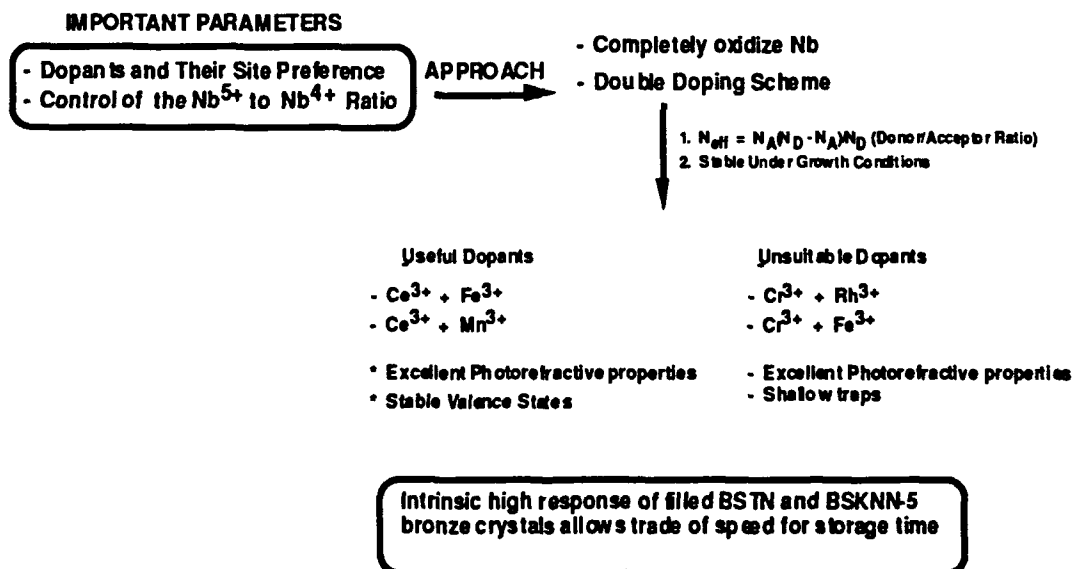 IMPORTANT PARAMETERS
- Dopants and Their Site Preference
- Control of the Nb5+ to Nb4+ Ratio
APPROACH
- Completely oxidize Nb
- Double Doping Scheme
1. Neff = NA(ND - NA)/ND (Donor/Acceptor Ratio)
2. Stable Under Growth Conditions
Useful Dopants
- Ce3+ + Fe3+
- Ce3+ + Mn3+
* Excellent Photorefractive properties
* Stable Valence States
Unsuitable Dopants
- Cr3+ + Rh3+
- Cr3+ + Fe3+
- Excellent Photorefractive properties
- Shallow traps
Intrinsic high response of filled BSTN and BSKNN-5
bronze crystals allows trade of speed for storage time